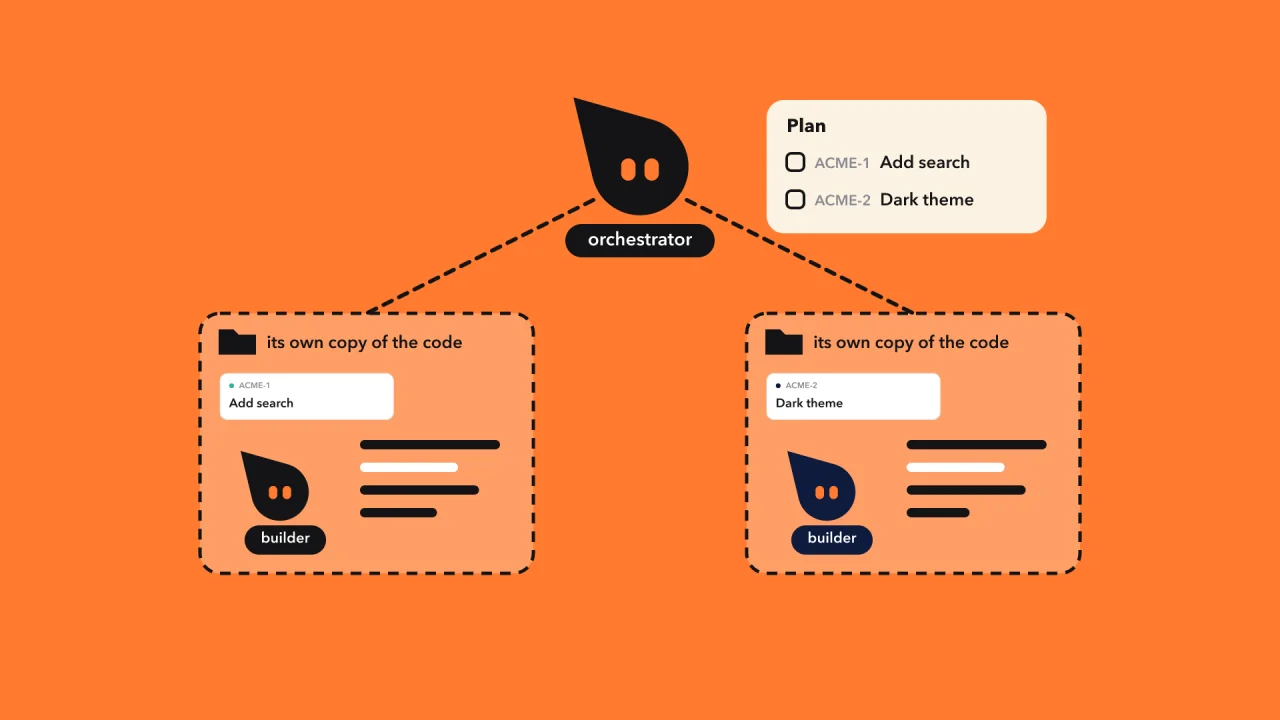 Plan
ACME-1 Add search
ACME-2 Dark theme
orchestrator
its own copy of the code
ACME-1
Add search
builder
its own copy of the code
ACME-2
Dark theme
builder